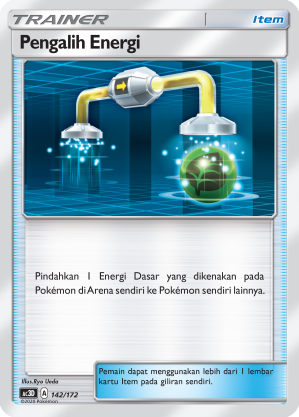 TRAINER Item
Pengalih Energi
Pindahkan 1 Energi Dasar yang dikenakan pada
Pokémon di Arena sendiri ke Pokémon sendiri lainnya.
Illus.Ryo Ueda
Pemain dapat menggunakan lebih dari 1 lembar
kartu Item pada giliran sendiri.
A 142/172
©2020 Pokémon